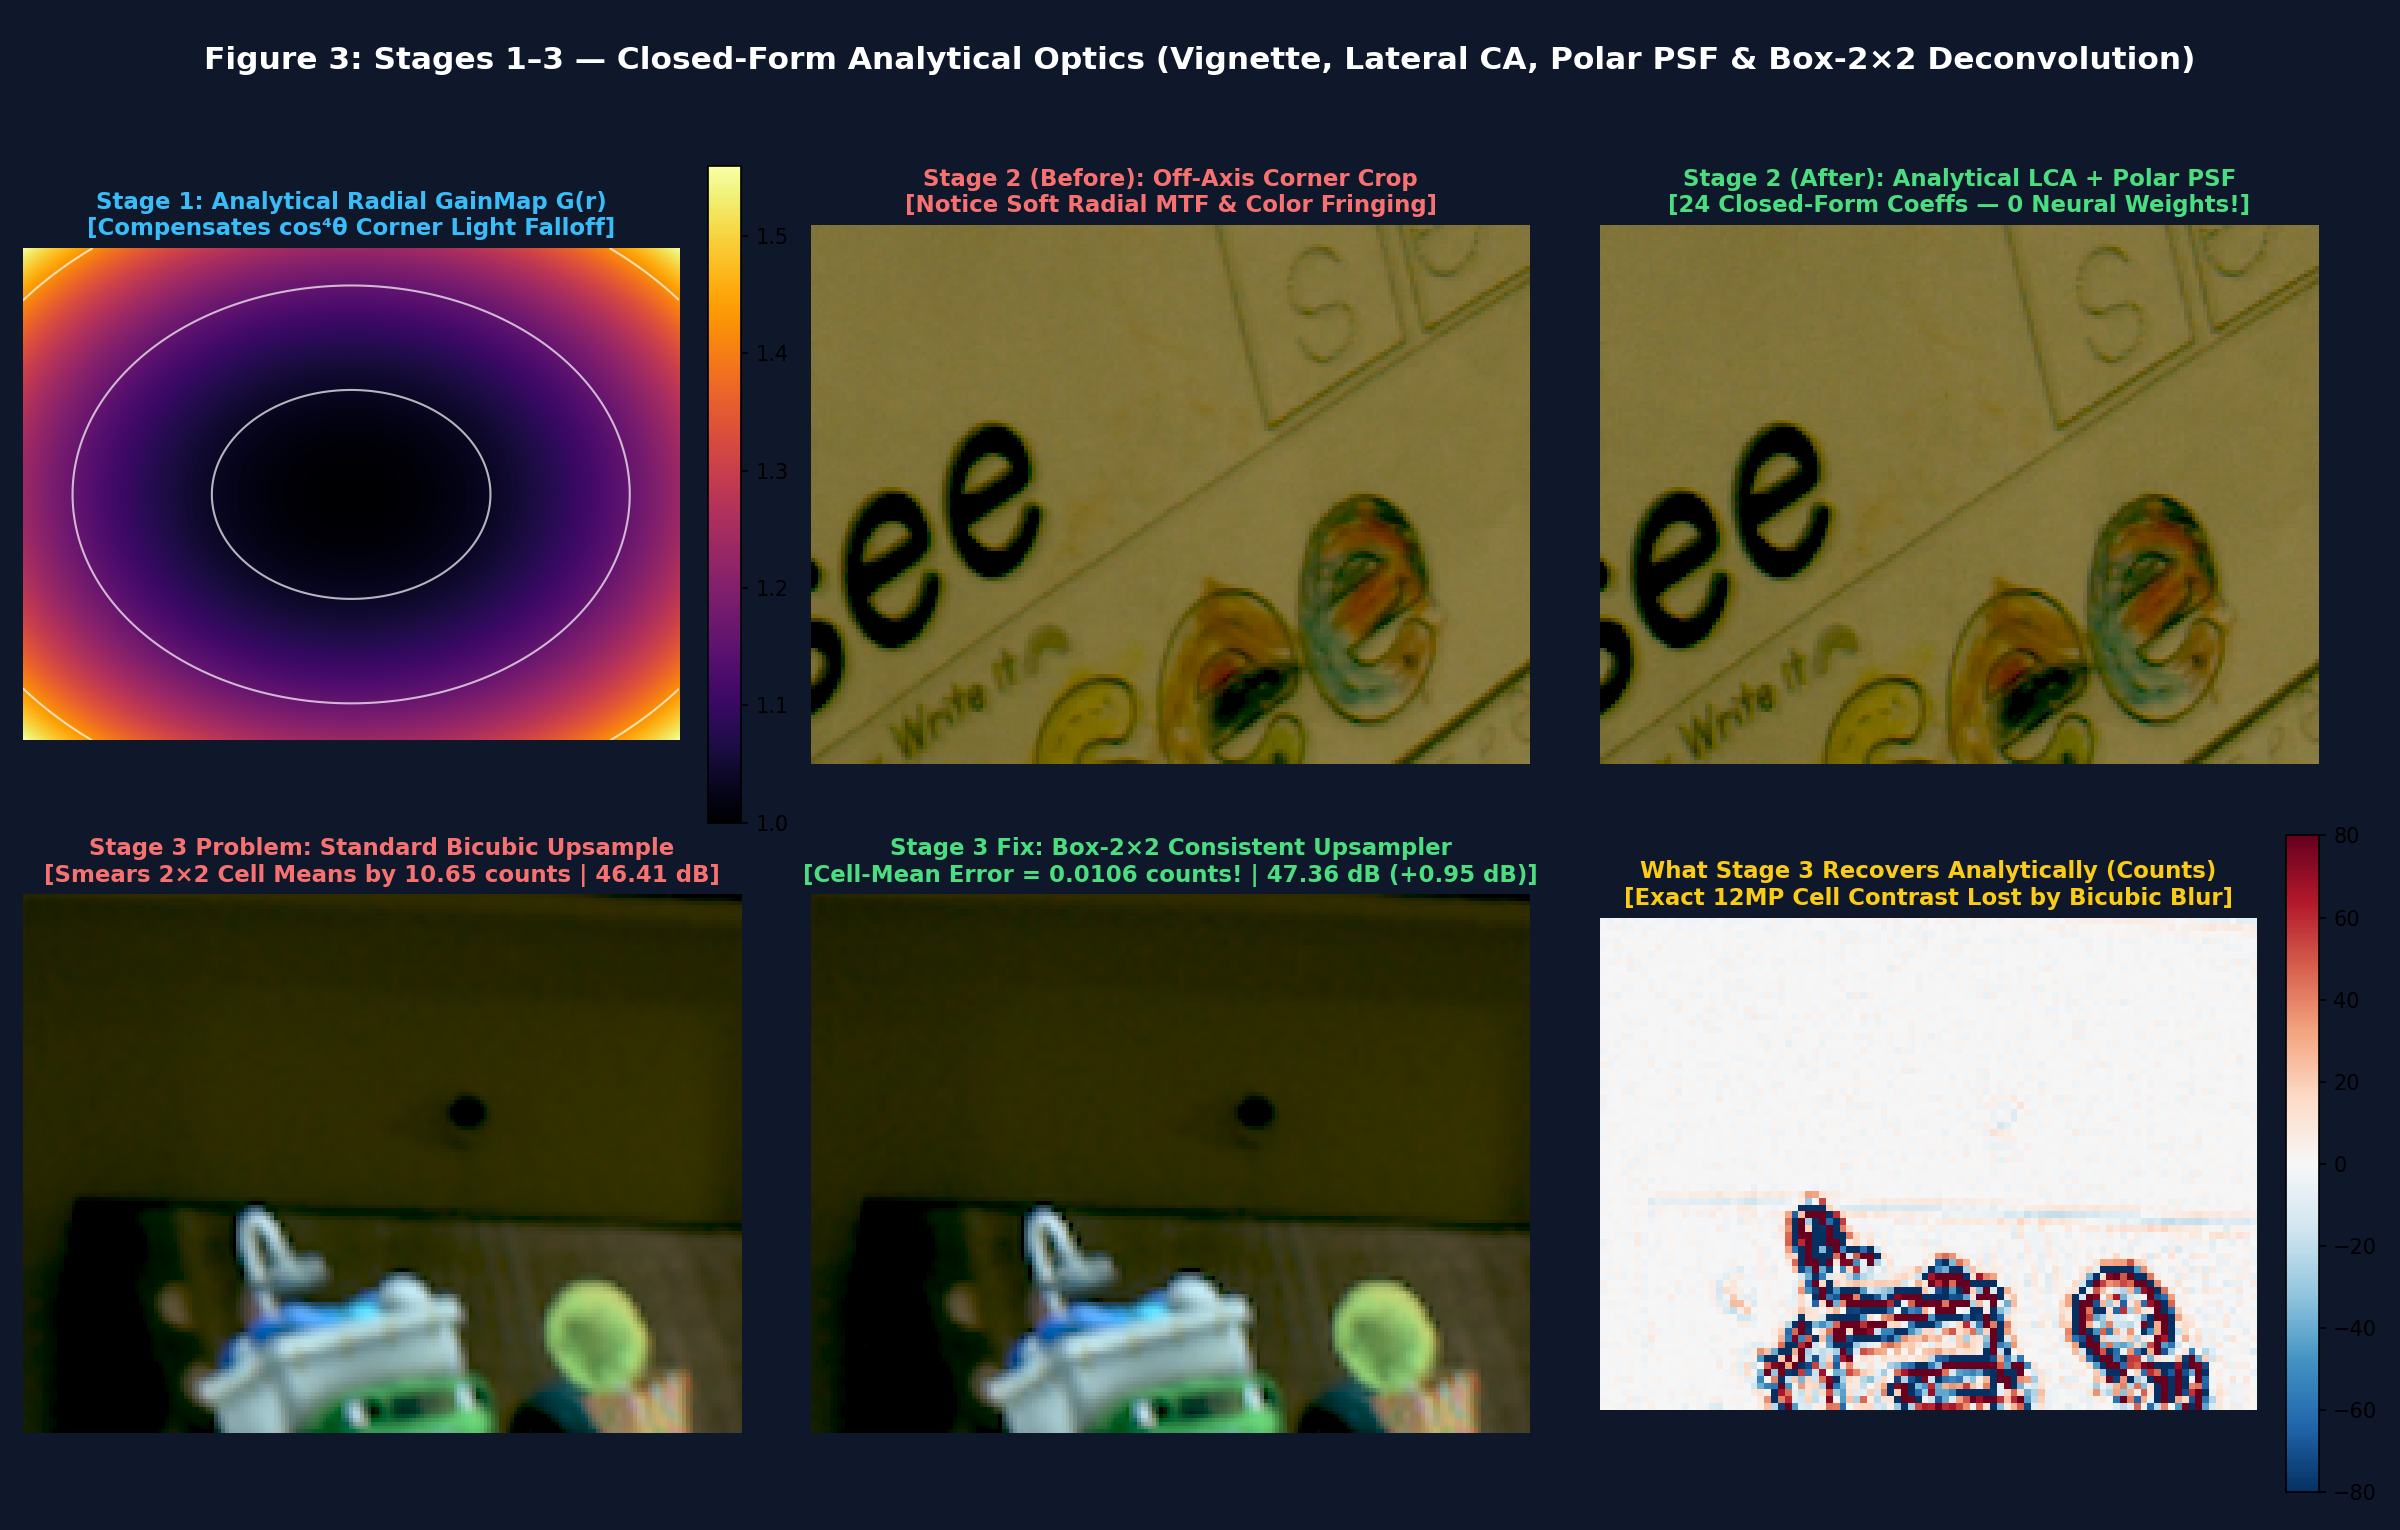 Figure 3: Stages 1–3 — Closed-Form Analytical Optics (Vignette, Lateral CA, Polar PSF & Box-2×2 Deconvolution)
Stage 1: Analytical Radial GainMap G(r)
[Compensates cos⁴θ Corner Light Falloff]
1.5
1.4
1.3
1.2
1.1
1.0
Stage 2 (Before): Off-Axis Corner Crop
[Notice Soft Radial MTF & Color Fringing]
S
ee
Write it
Stage 2 (After): Analytical LCA + Polar PSF
[24 Closed-Form Coeffs — 0 Neural Weights!]
S
ee
Write it
Stage 3 Problem: Standard Bicubic Upsample
[Smears 2×2 Cell Means by 10.65 counts | 46.41 dB]
Stage 3 Fix: Box-2×2 Consistent Upsampler
[Cell-Mean Error = 0.0106 counts! | 47.36 dB (+0.95 dB)]
What Stage 3 Recovers Analytically (Counts)
[Exact 12MP Cell Contrast Lost by Bicubic Blur]
80
60
40
20
0
−20
−40
−60
−80